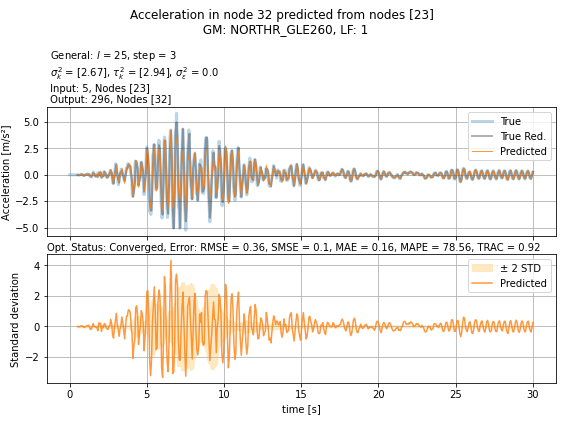 Acceleration in node 32 predicted from nodes [23]
GM: NORTHR_GLE260, LF: 1
General: l = 25, step = 3
σ²ₖ = [2.67], τ²ₖ = [2.94], σ²ε = 0.0
Input: 5, Nodes [23]
Output: 296, Nodes [32]
Acceleration [m/s²]
5.0
2.5
0.0
−2.5
−5.0
True
True Red.
Predicted
Opt. Status: Converged, Error: RMSE = 0.36, SMSE = 0.1, MAE = 0.16, MAPE = 78.56, TRAC = 0.92
Standard deviation
4
2
0
−2
± 2 STD
Predicted
0 5 10 15 20 25 30
time [s]